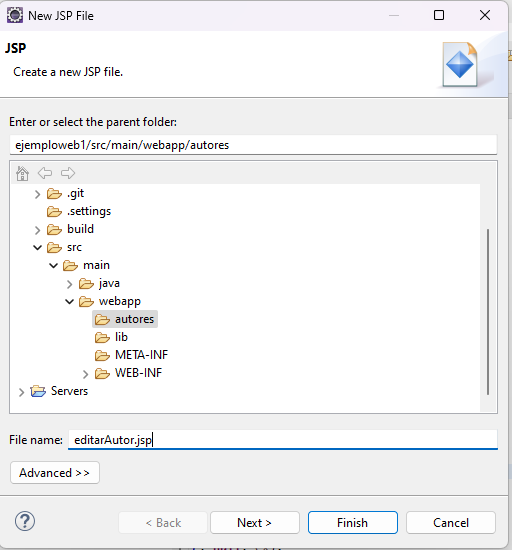 New JSP File
JSP
Create a new JSP file.
Enter or select the parent folder:
ejemploweb1/src/main/webapp/autores
.git
.settings
build
src
main
java
webapp
autores
lib
META-INF
WEB-INF
Servers
File name: editarAutor.jsp
Advanced >>
< Back Next > Finish Cancel